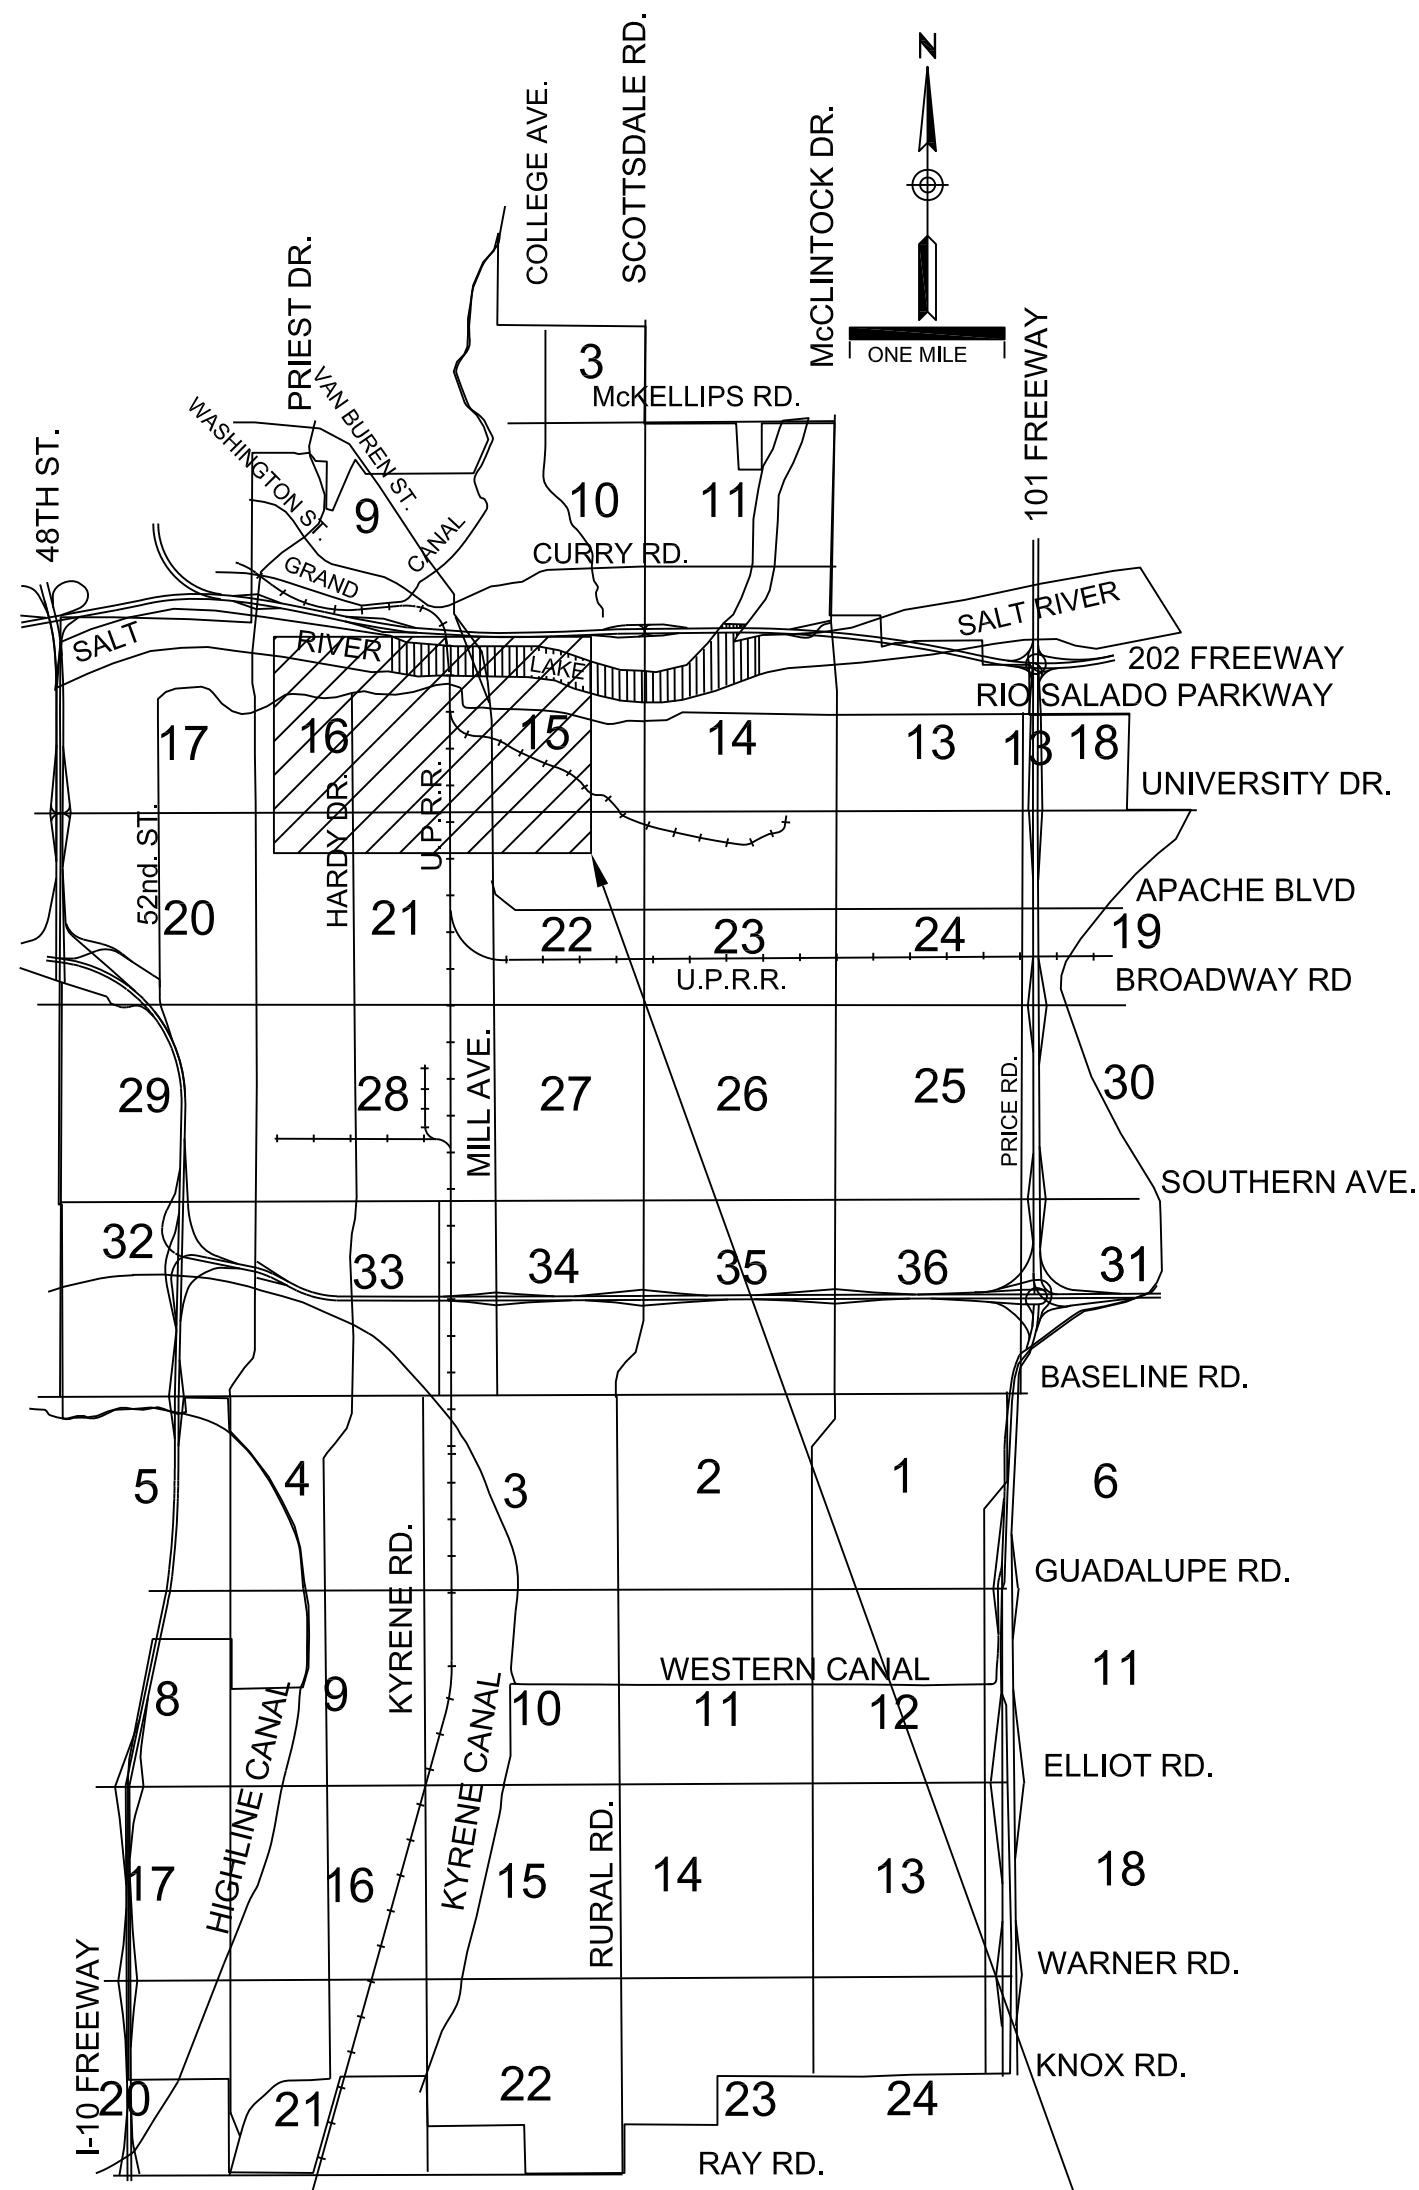 N
COLLEGE AVE.
SCOTTSDALE RD.
McCLINTOCK DR.
PRIEST DR.
101 FREEWAY
48TH ST.
ONE MILE
3
McKELLIPS RD.
VAN BUREN ST.
WASHINGTON ST.
9
10
11
CANAL
CURRY RD.
GRAND
SALT RIVER
SALT
RIVER
LAKE
202 FREEWAY
RIO SALADO PARKWAY
17
16
15
14
13
13
18
UNIVERSITY DR.
52nd. ST.
HARDY DR.
U.P.R.R.
APACHE BLVD
20
21
22
23
24
19
U.P.R.R.
BROADWAY RD
29
28
MILL AVE.
27
26
25
PRICE RD.
30
SOUTHERN AVE.
32
33
34
35
36
31
BASELINE RD.
5
4
3
2
1
6
KYRENE RD.
GUADALUPE RD.
WESTERN CANAL
8
9
10
11
12
11
HIGHLINE CANAL
KYRENE CANAL
ELLIOT RD.
RURAL RD.
17
16
15
14
13
18
I-10 FREEWAY
WARNER RD.
KNOX RD.
20
21
22
23
24
RAY RD.